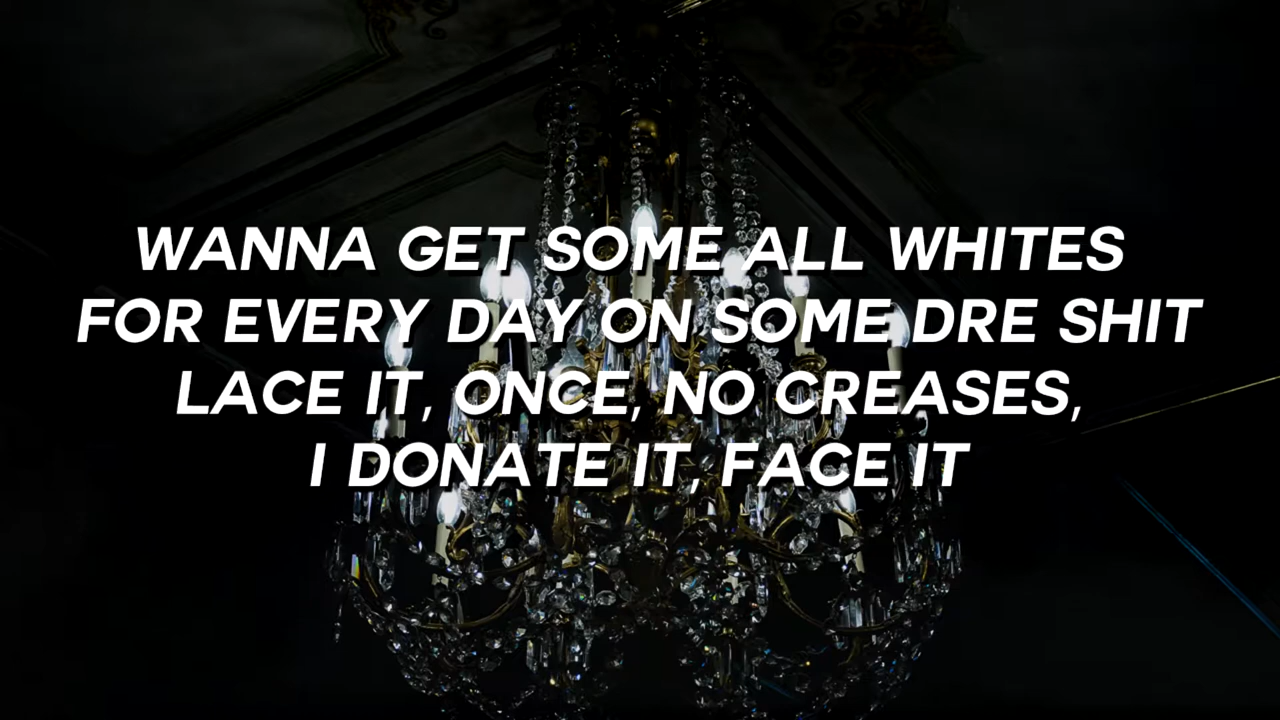 WANNA GET SOME ALL WHITES
FOR EVERY DAY ON SOME DRE SHIT
LACE IT, ONCE, NO CREASES,
I DONATE IT, FACE IT